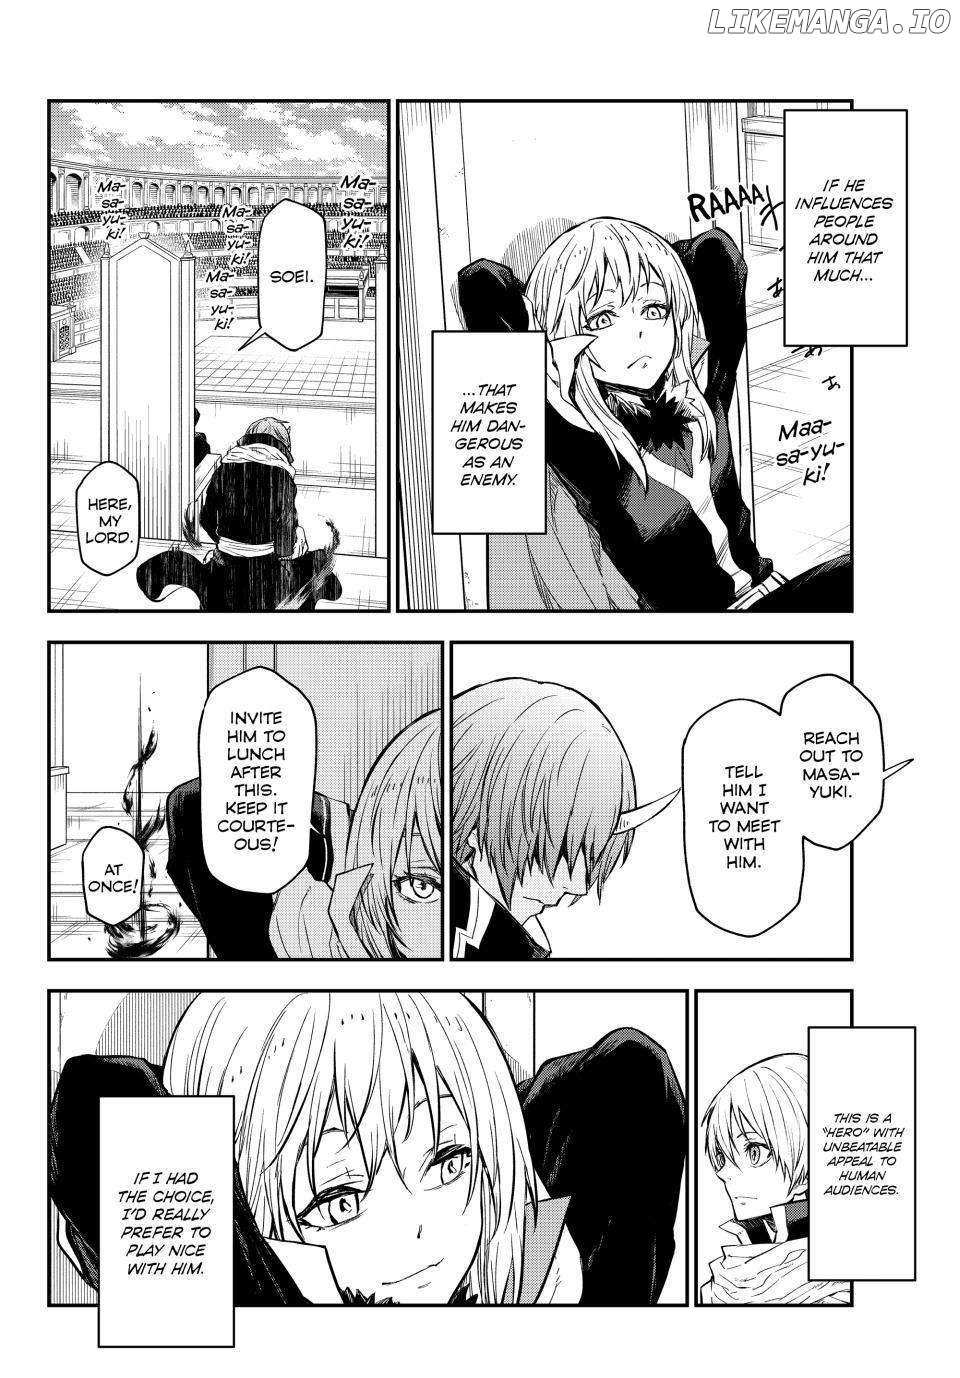 LIKEMANGA.IO
IF HE
INFLUENCES
PEOPLE
AROUND
HIM THAT
MUCH...
RAAAA
あ
あ
Maa-
sa-yu-
ki!
...THAT
MAKES
HIM DAN-
GEROUS
AS AN
ENEMY.
Ma-
sa-
yu-
ki!
Ma-
sa-
yu-
ki!
Ma-
sa-
yu-
ki!
Ma-
sa-
yu-
ki!
SOEI.
HERE,
MY
LORD.
REACH
OUT TO
MASA-
YUKI.
TELL
HIM I
WANT
TO MEET
WITH
HIM.
INVITE
HIM TO
LUNCH
AFTER
THIS.
KEEP IT
COURTE-
OUS!
AT
ONCE!
THIS IS A
"HERO" WITH
UNBEATABLE
APPEAL TO
HUMAN
AUDIENCES.
IF I HAD
THE CHOICE,
I'D REALLY
PREFER TO
PLAY NICE
WITH HIM.